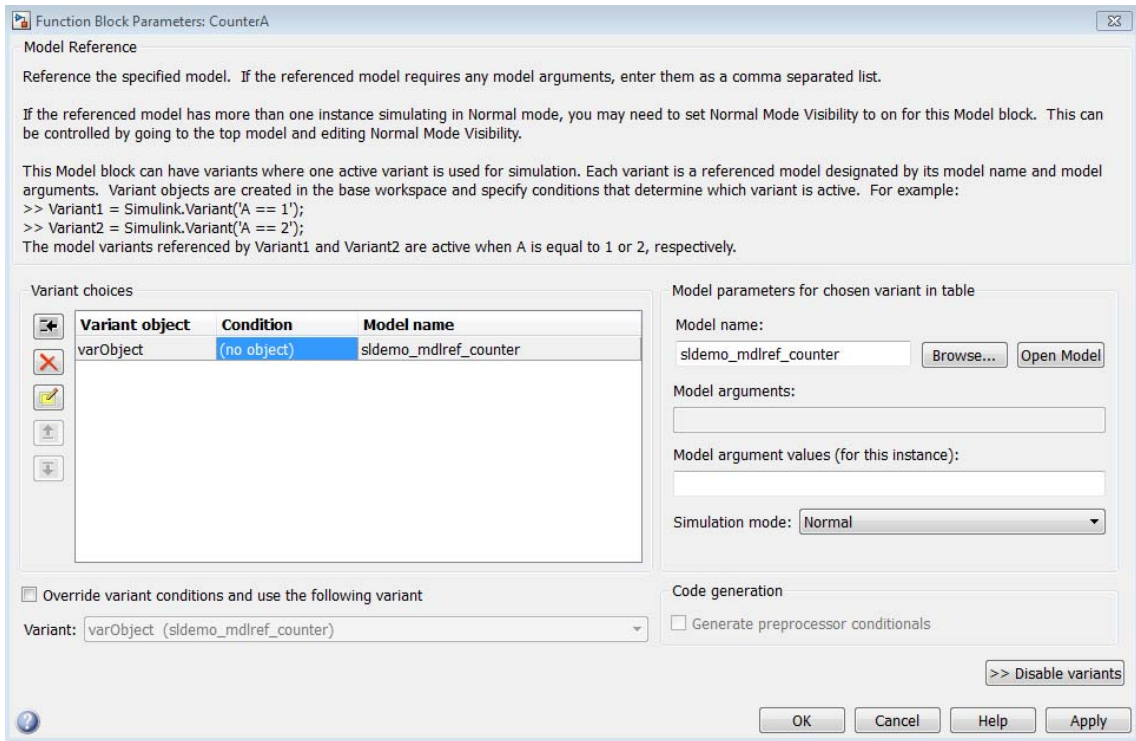 Function Block Parameters: CounterA
Model Reference
Reference the specified model.  If the referenced model requires any model arguments, enter them as a comma separated list.
If the referenced model has more than one instance simulating in Normal mode, you may need to set Normal Mode Visibility to on for this Model block.  This can
be controlled by going to the top model and editing Normal Mode Visibility.
This Model block can have variants where one active variant is used for simulation. Each variant is a referenced model designated by its model name and model
arguments.  Variant objects are created in the base workspace and specify conditions that determine which variant is active.  For example:
>> Variant1 = Simulink.Variant('A == 1');
>> Variant2 = Simulink.Variant('A == 2');
The model variants referenced by Variant1 and Variant2 are active when A is equal to 1 or 2, respectively.
Variant choices
Variant object Condition Model name
varObject (no object) sldemo_mdlref_counter
Override variant conditions and use the following variant
Variant: varObject (sldemo_mdlref_counter)
Model parameters for chosen variant in table
Model name:
sldemo_mdlref_counter Browse... Open Model
Model arguments:
Model argument values (for this instance):
Simulation mode: Normal
Code generation
Generate preprocessor conditionals
>> Disable variants
OK Cancel Help Apply